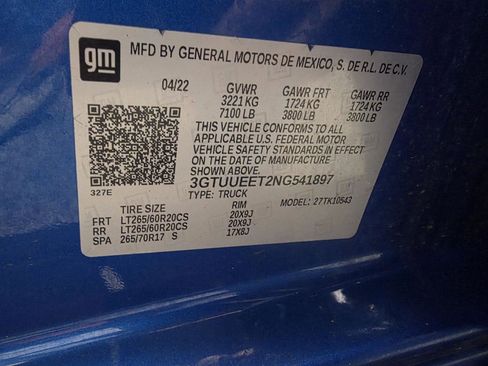 gm
MFD BY GENERAL MOTORS DE MEXICO, S. DE R.L. DE C.V.
04/22 GVWR GAWR FRT GAWR RR
3221 KG 1724 KG 1724 KG
7100 LB 3800 LB 3800 LB
THIS VEHICLE CONFORMS TO ALL
APPLICABLE U.S. FEDERAL MOTOR
VEHICLE SAFETY STANDARDS IN EFFECT
ON THE DATE OF MANUFACTURE
SHOWN ABOVE.
3GTUUEET2NG541897
327E TYPE: TRUCK MODEL: 27TK10543
TIRE SIZE RIM
FRT LT265/60R20CS 20X9J
RR LT265/60R20CS 20X9J
SPA 265/70R17 S 17X8J